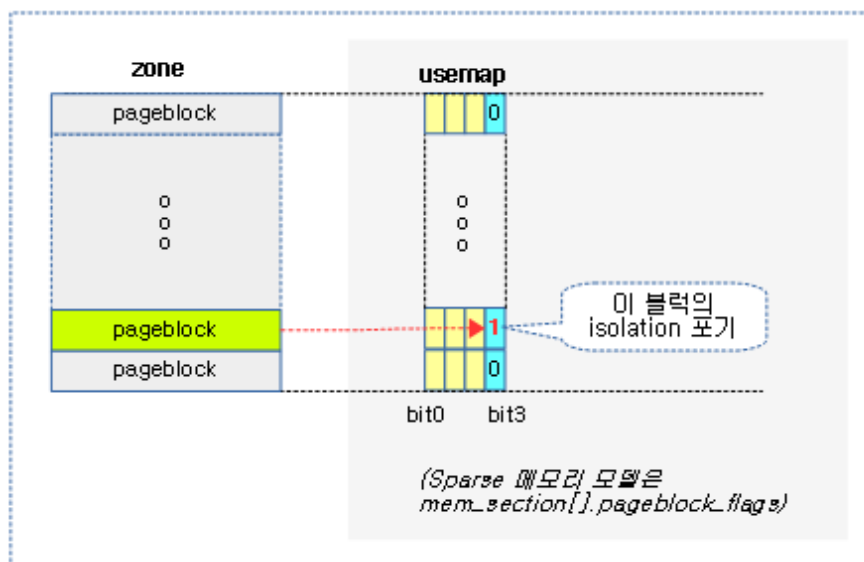 zone
usemap
pageblock
0
o
o
o
o
o
o
pageblock
1
이 블럭의
isolation 포기
pageblock
0
bit0
bit3
(Sparse 메모리 모델은
mem_section[].pageblock_flags)